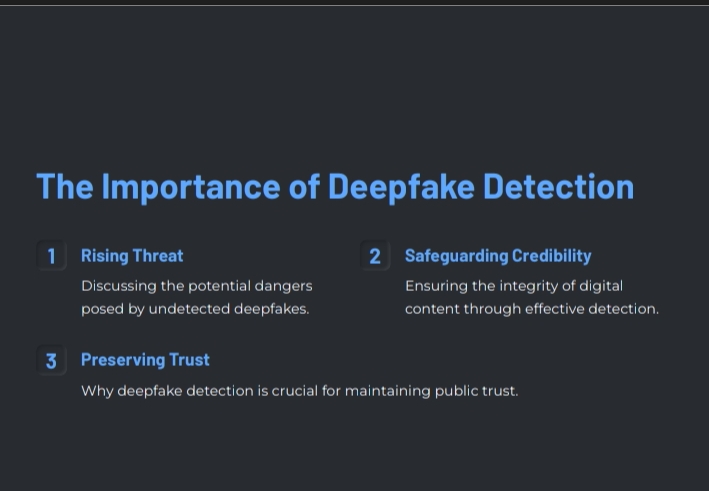 The Importance of Deepfake Detection
1
Rising Threat
Discussing the potential dangers
posed by undetected deepfakes.
2
Safeguarding Credibility
Ensuring the integrity of digital
content through effective detection.
3
Preserving Trust
Why deepfake detection is crucial for maintaining public trust.